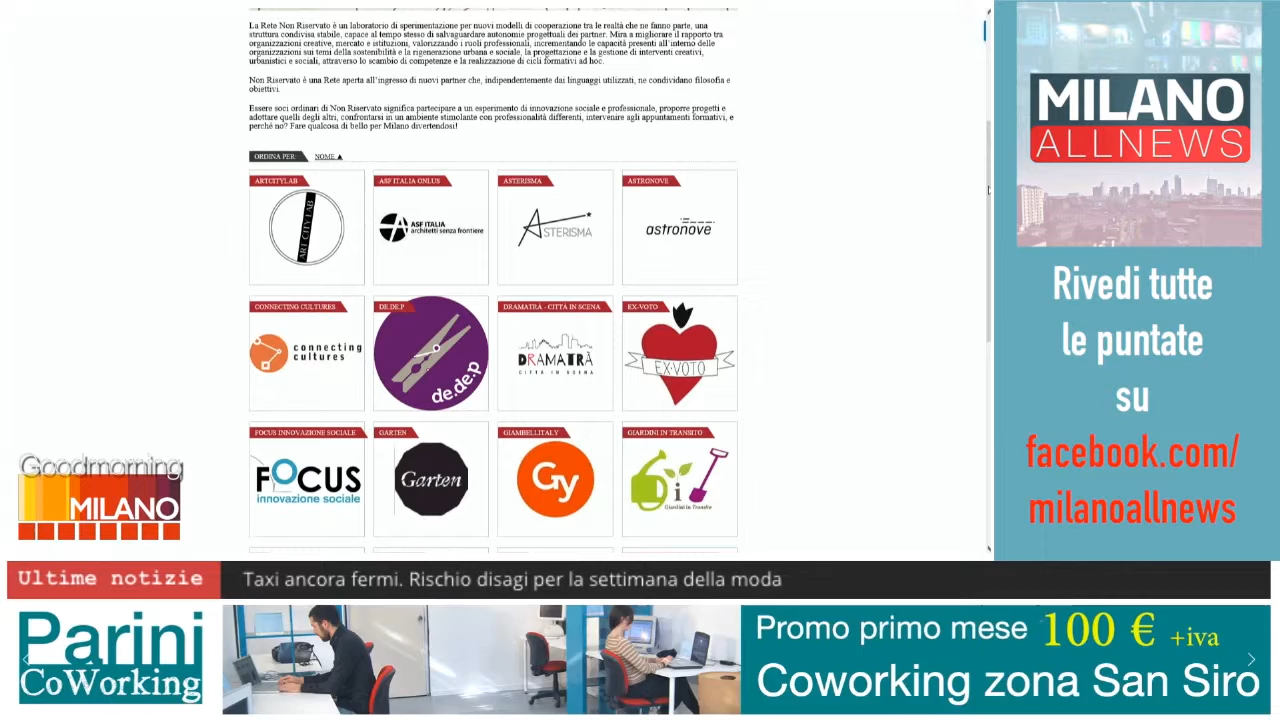 La Rete Non Riservato è un laboratorio di sperimentazione per nuovi modelli di cooperazione tra le realtà che ne fanno parte, una
struttura condivisa stabile, capace al tempo stesso di salvaguardare autonomie progettuali dei partner. Mira a migliorare il rapporto tra
organizzazioni creative, mercato e istituzioni, valorizzando i ruoli professionali, incrementando le capacità presenti all'interno delle
organizzazioni sui temi della sostenibilità e la rigenerazione urbana e sociale, la progettazione e la gestione di interventi creativi,
urbanistici e sociali, attraverso lo scambio di competenze e la realizzazione di cicli formativi ad hoc.
Non Riservato è una Rete aperta all'ingresso di nuovi partner che, indipendentemente dai linguaggi utilizzati, ne condividano filosofia e
obiettivi.
Essere soci ordinari di Non Riservato significa partecipare a un esperimento di innovazione sociale e professionale, proporre progetti e
adottare quelli degli altri, confrontarsi in un ambiente stimolante con professionalità differenti, intervenire agli appuntamenti formativi, e
perché no? Fare qualcosa di bello per Milano divertendosi!
ORDINA PER: NOME ▲
ARTCITYLAB
ART CITY LAB
ASF ITALIA ONLUS
ASF ITALIA
architetti senza frontiere
ASTERISMA
ASTERISMA
ASTRONOVE
astronove
CONNECTING CULTURES
connecting
cultures
DE.DE.P
de.de.p
DRAMATRÀ - CITTÀ IN SCENA
DRAMATRÀ
CITTÀ IN SCENA
EX-VOTO
EX-VOTO
FOCUS INNOVAZIONE SOCIALE
FOCUS
innovazione sociale
GARTEN
Garten
GIAMBELLITALY
Gy
GIARDINI IN TRANSITO
Giardini in Transito
Goodmorning
MILANO
MILANO
ALLNEWS
Rivedi tutte
le puntate
su
facebook.com/
milanoallnews
Ultime notizie
Taxi ancora fermi. Rischio disagi per la settimana della moda
Parini
CoWorking
Promo primo mese 100 € +iva
Coworking zona San Siro